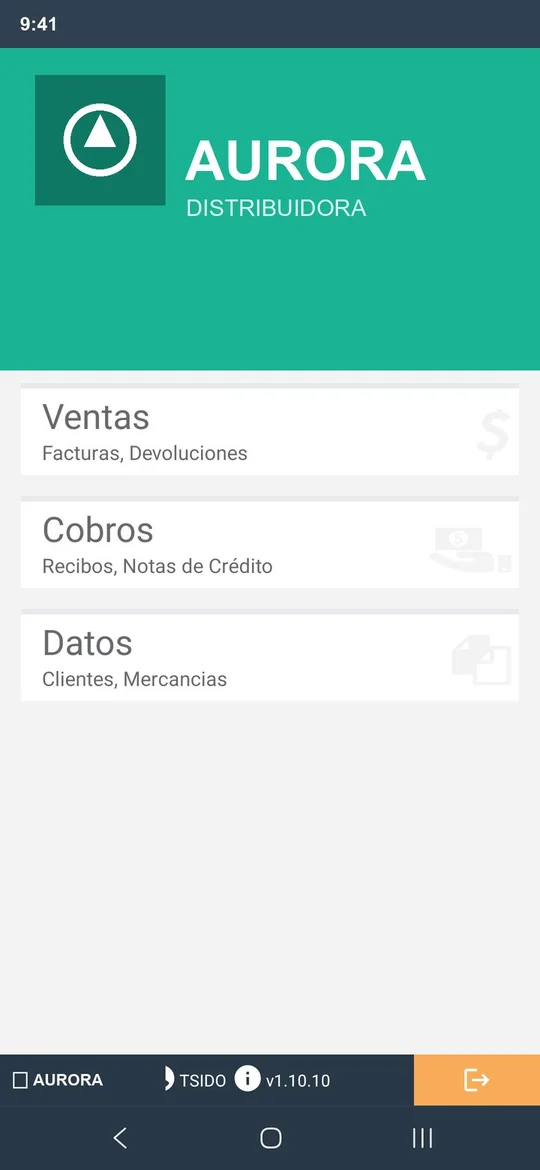 9:41
AURORA
DISTRIBUIDORA
Ventas
Facturas, Devoluciones
$
Cobros
Recibos, Notas de Crédito
$
Datos
Clientes, Mercancias
AURORA TSIDO v1.10.10